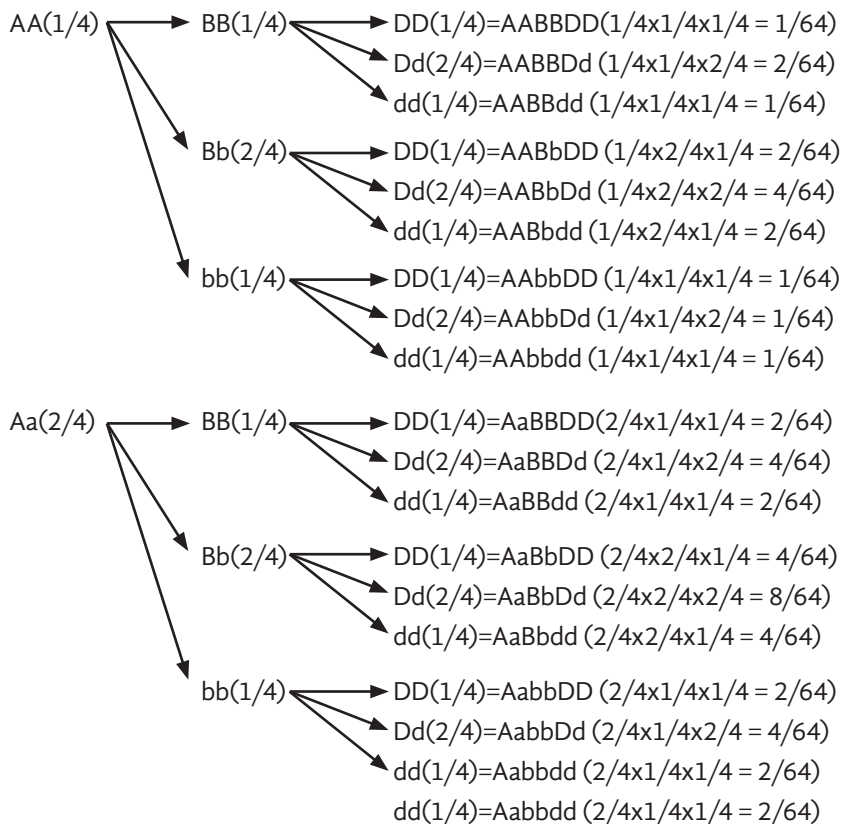 AA(1/4) BB(1/4) DD(1/4)=AABBDD(1/4x1/4x1/4 = 1/64)
Dd(2/4)=AABBDd (1/4x1/4x2/4 = 2/64)
dd(1/4)=AABBdd (1/4x1/4x1/4 = 1/64)
Bb(2/4) DD(1/4)=AABbDD (1/4x2/4x1/4 = 2/64)
Dd(2/4)=AABbDd (1/4x2/4x2/4 = 4/64)
dd(1/4)=AABbdd (1/4x2/4x1/4 = 2/64)
bb(1/4) DD(1/4)=AAbbDD (1/4x1/4x1/4 = 1/64)
Dd(2/4)=AAbbDd (1/4x1/4x2/4 = 1/64)
dd(1/4)=AAbbdd (1/4x1/4x1/4 = 1/64)
Aa(2/4) BB(1/4) DD(1/4)=AaBBDD(2/4x1/4x1/4 = 2/64)
Dd(2/4)=AaBBDd (2/4x1/4x2/4 = 4/64)
dd(1/4)=AaBBdd (2/4x1/4x1/4 = 2/64)
Bb(2/4) DD(1/4)=AaBbDD (2/4x2/4x1/4 = 4/64)
Dd(2/4)=AaBbDd (2/4x2/4x2/4 = 8/64)
dd(1/4)=AaBbdd (2/4x2/4x1/4 = 4/64)
bb(1/4) DD(1/4)=AabbDD (2/4x1/4x1/4 = 2/64)
Dd(2/4)=AabbDd (2/4x1/4x2/4 = 4/64)
dd(1/4)=Aabbdd (2/4x1/4x1/4 = 2/64)
dd(1/4)=Aabbdd (2/4x1/4x1/4 = 2/64)